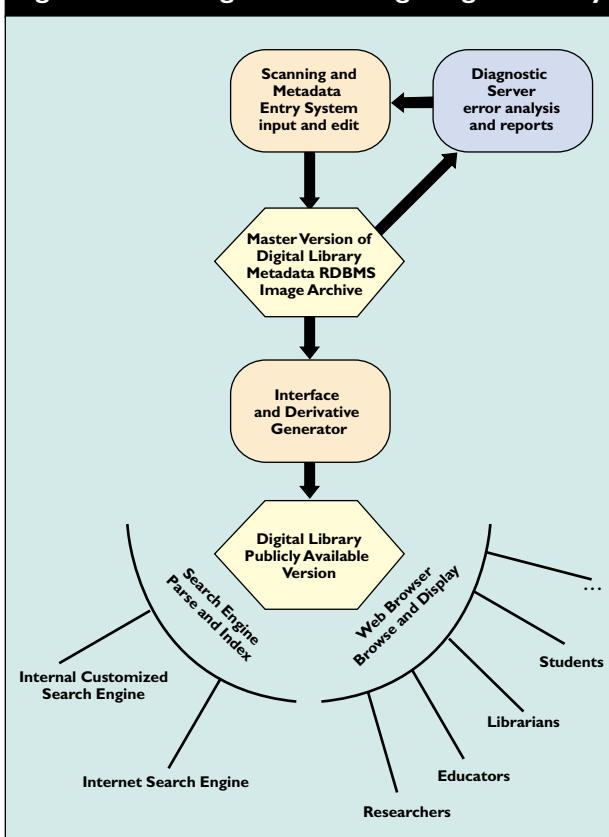 Scanning and
Metadata
Entry System
input and edit
Diagnostic
Server
error analysis
and reports
Master Version of
Digital Library
Metadata RDBMS
Image Archive
Interface
and Derivative
Generator
Digital Library
Publicly Available
Version
Search Engine
Parse and Index
Web Browser
Browse and Display
...
Students
Librarians
Educators
Researchers
Internal Customized
Search Engine
Internet Search Engine